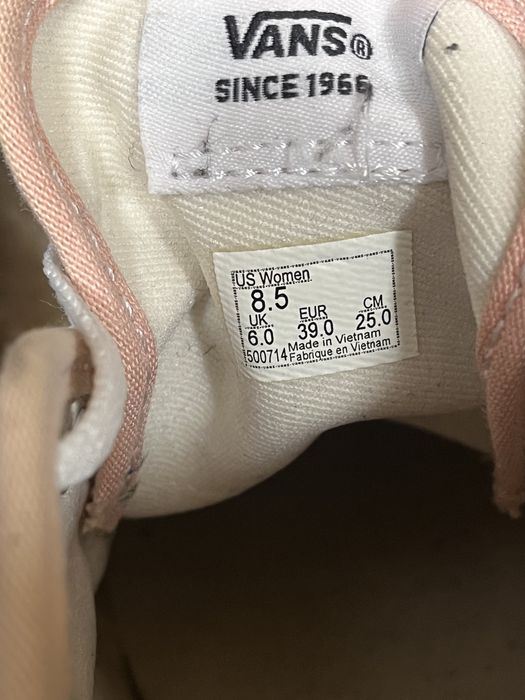 VANS®
SINCE 1966
US Women
8.5
UK EUR CM
6.0 39.0 25.0
Made in Vietnam
500714 Fabrique en Vietnam